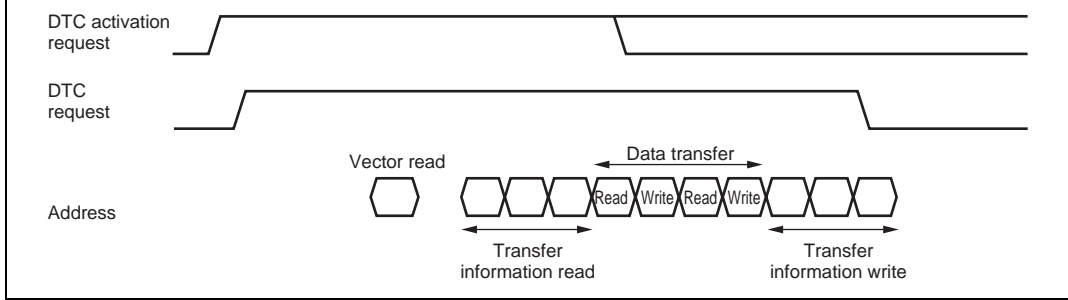 DTC activation
request
DTC
request
Vector read
Data transfer
Address
Read Write Read Write
Transfer
information read
Transfer
information write